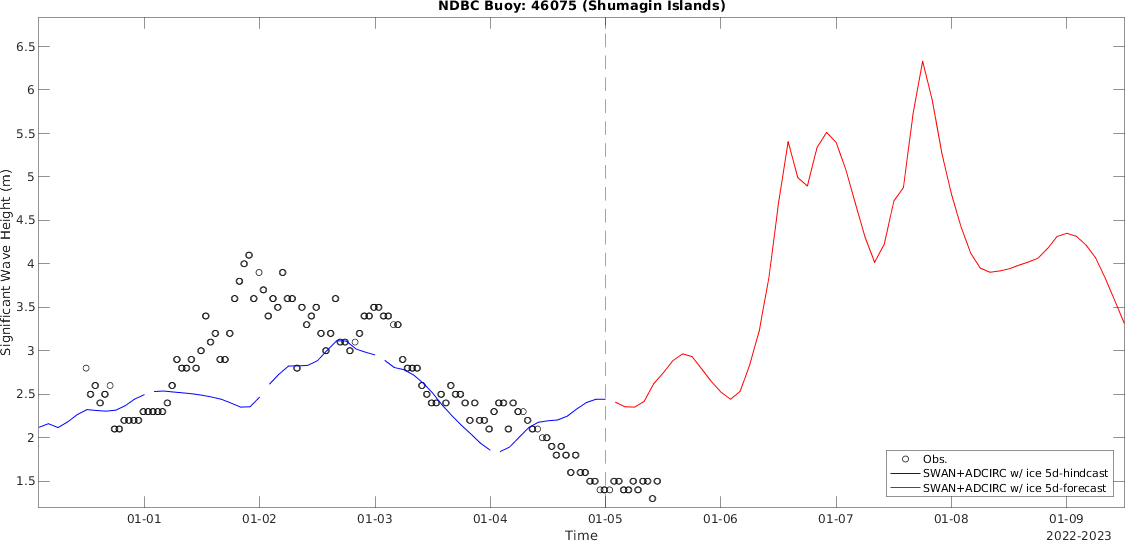 NDBC Buoy: 46075 (Shumagin Islands)
Significant Wave Height (m)
6.5
6
5.5
5
4.5
4
3.5
3
2.5
2
1.5
Obs.
SWAN+ADCIRC w/ ice 5d-hindcast
SWAN+ADCIRC w/ ice 5d-forecast
01-01 01-02 01-03 01-04 01-05 01-06 01-07 01-08 01-09
Time
2022-2023